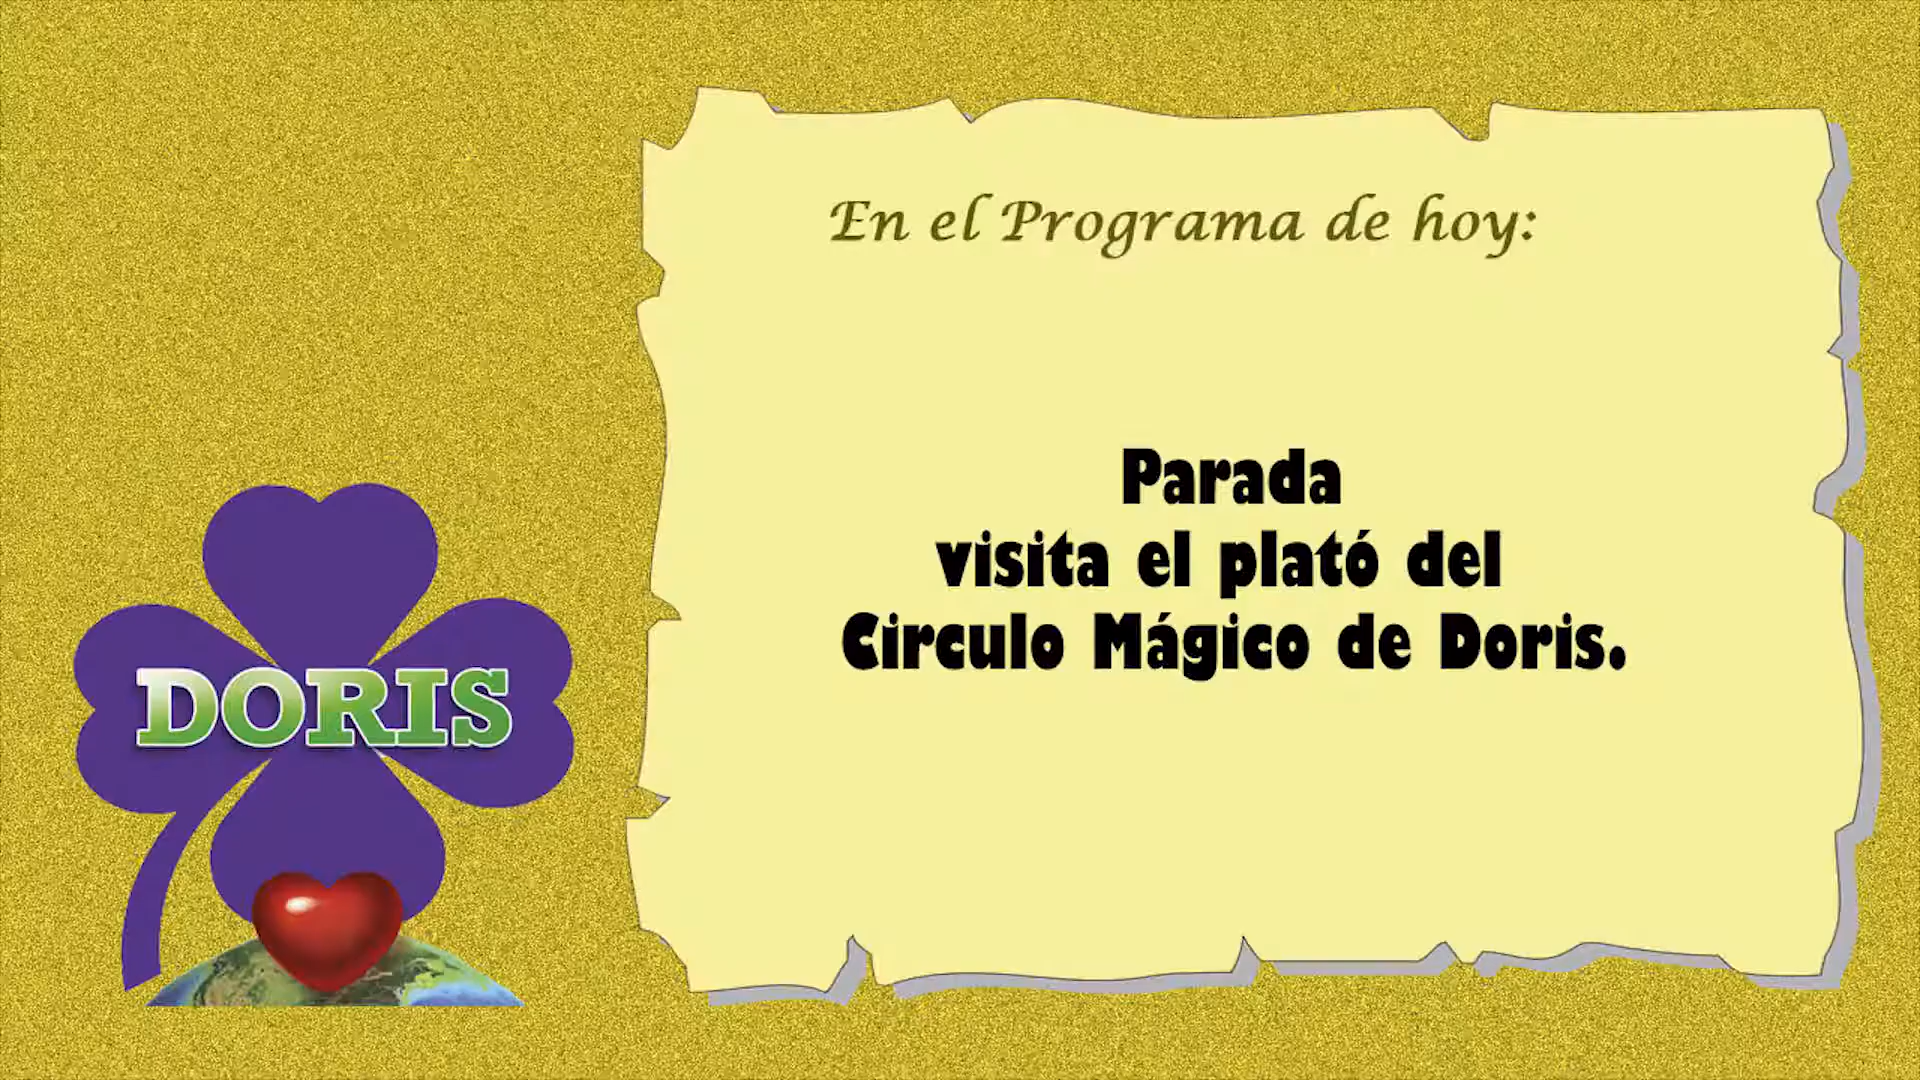 En el Programa de hoy:
Parada
visita el plató del
Circulo Mágico de Doris.
DORIS